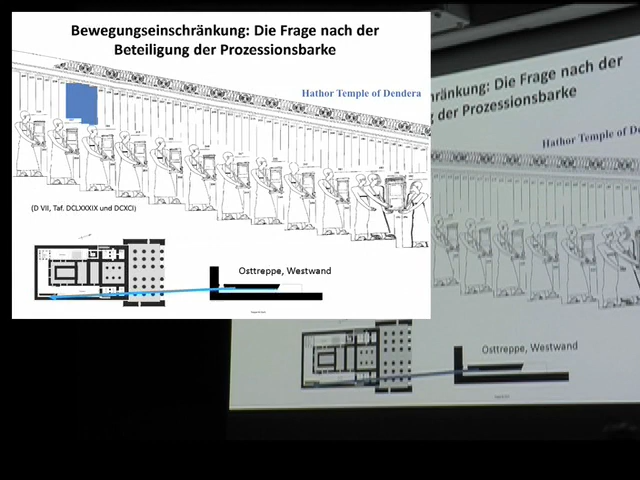 Bewegungseinschränkung: Die Frage nach der
Beteiligung der Prozessionsbarke
Hathor Temple of Dendera
(D VII, Taf. DCLXXXIX und DCXCI)
Osttreppe, Westwand
ränkung: Die Frage nach der
g der Prozessionsbarke
Hathor Temple of De
Osttreppe, Westwand